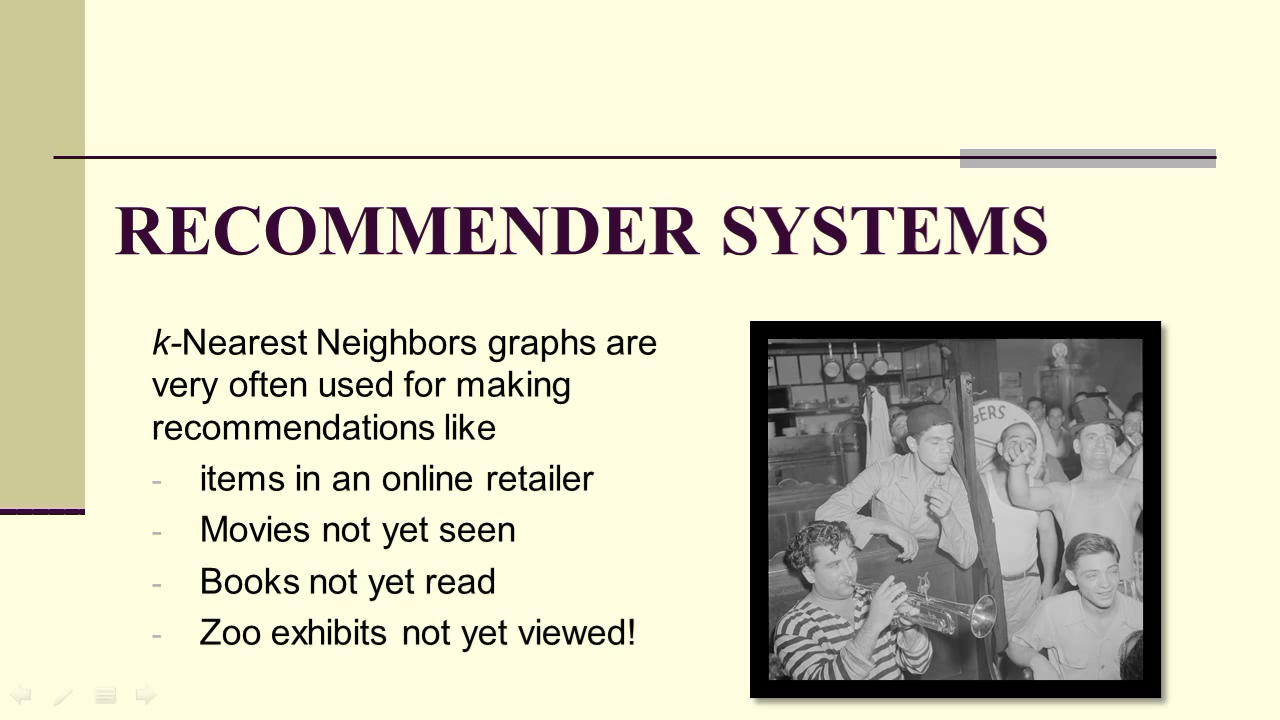 RECOMMENDER SYSTEMS
k-Nearest Neighbors graphs are
very often used for making
recommendations like
- items in an online retailer
- Movies not yet seen
- Books not yet read
- Zoo exhibits not yet viewed!
GERS